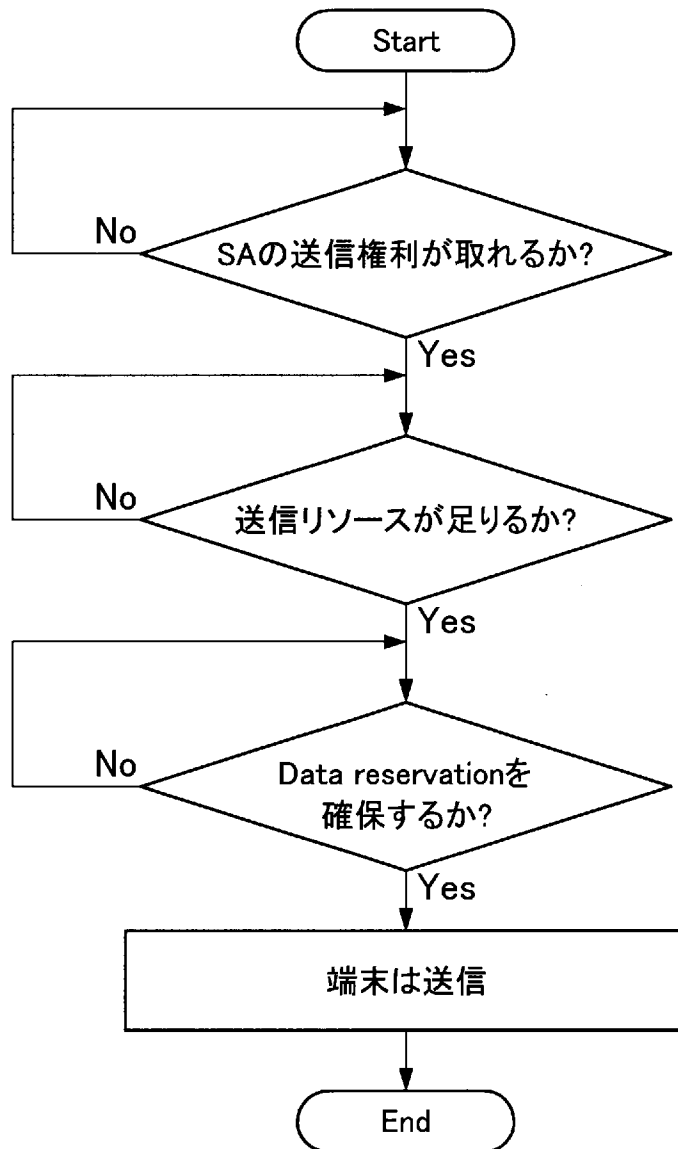 Start
No
SAの送信権利が取れるか?
Yes
No
送信リソースが足りるか?
Yes
No
Data reservationを
確保するか?
Yes
端末は送信
End